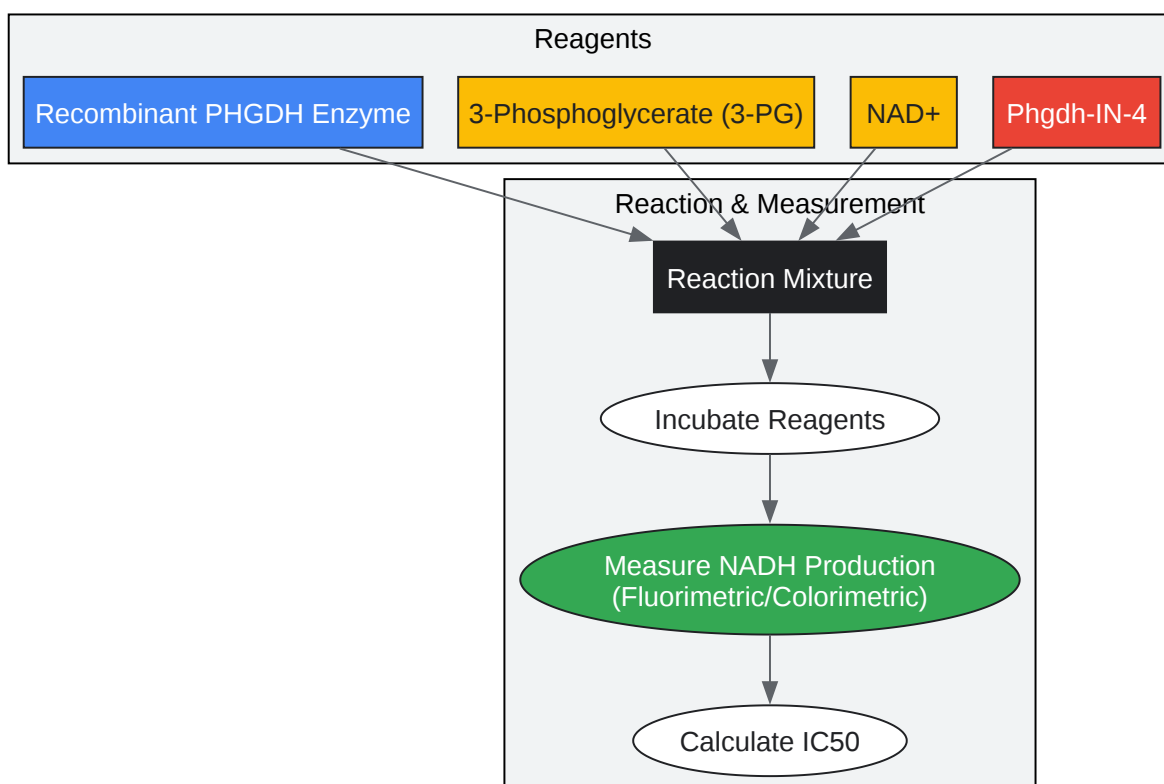 Reagents
Recombinant PHGDH Enzyme
3-Phosphoglycerate (3-PG)
NAD+
Phgdh-IN-4
Reaction & Measurement
Reaction Mixture
Incubate Reagents
Measure NADH Production
(Fluorimetric/Colorimetric)
Calculate IC50